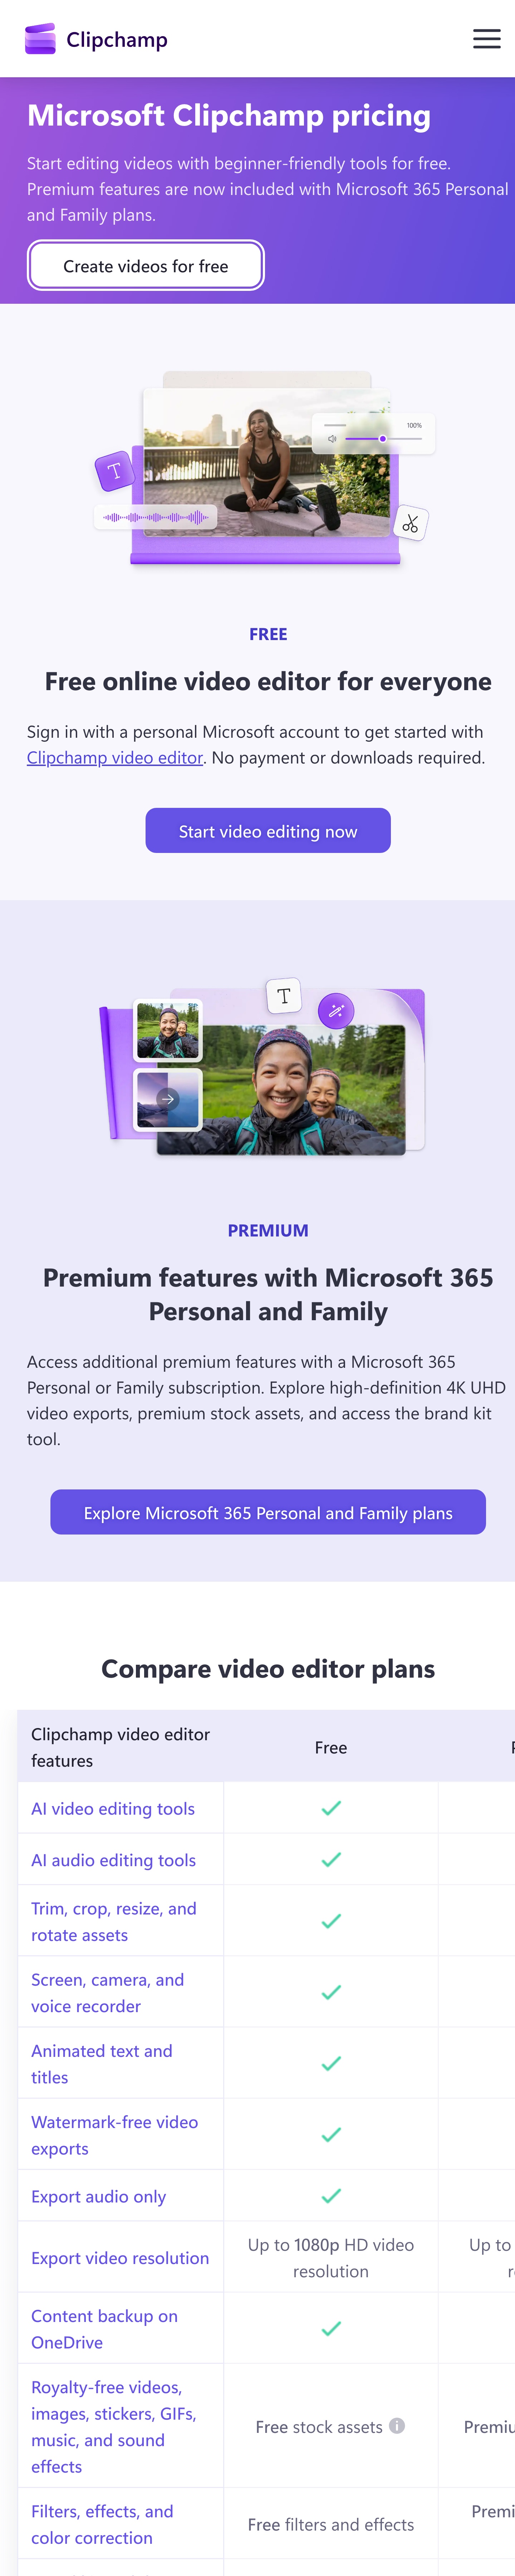 Clipchamp
Microsoft Clipchamp pricing
Start editing videos with beginner-friendly tools for free.
Premium features are now included with Microsoft 365 Personal
and Family plans.
Create videos for free
100%
T
FREE
Free online video editor for everyone
Sign in with a personal Microsoft account to get started with
Clipchamp video editor. No payment or downloads required.
Start video editing now
T
PREMIUM
Premium features with Microsoft 365
Personal and Family
Access additional premium features with a Microsoft 365
Personal or Family subscription. Explore high-definition 4K UHD
video exports, premium stock assets, and access the brand kit
tool.
Explore Microsoft 365 Personal and Family plans
Compare video editor plans
Clipchamp video editor
features
Free
AI video editing tools
AI audio editing tools
Trim, crop, resize, and
rotate assets
Screen, camera, and
voice recorder
Animated text and
titles
Watermark-free video
exports
Export audio only
Export video resolution
Up to 1080p HD video
resolution
Up to
Content backup on
OneDrive
Royalty-free videos,
images, stickers, GIFs,
music, and sound
effects
Free stock assets
Filters, effects, and
color correction
Free filters and effects